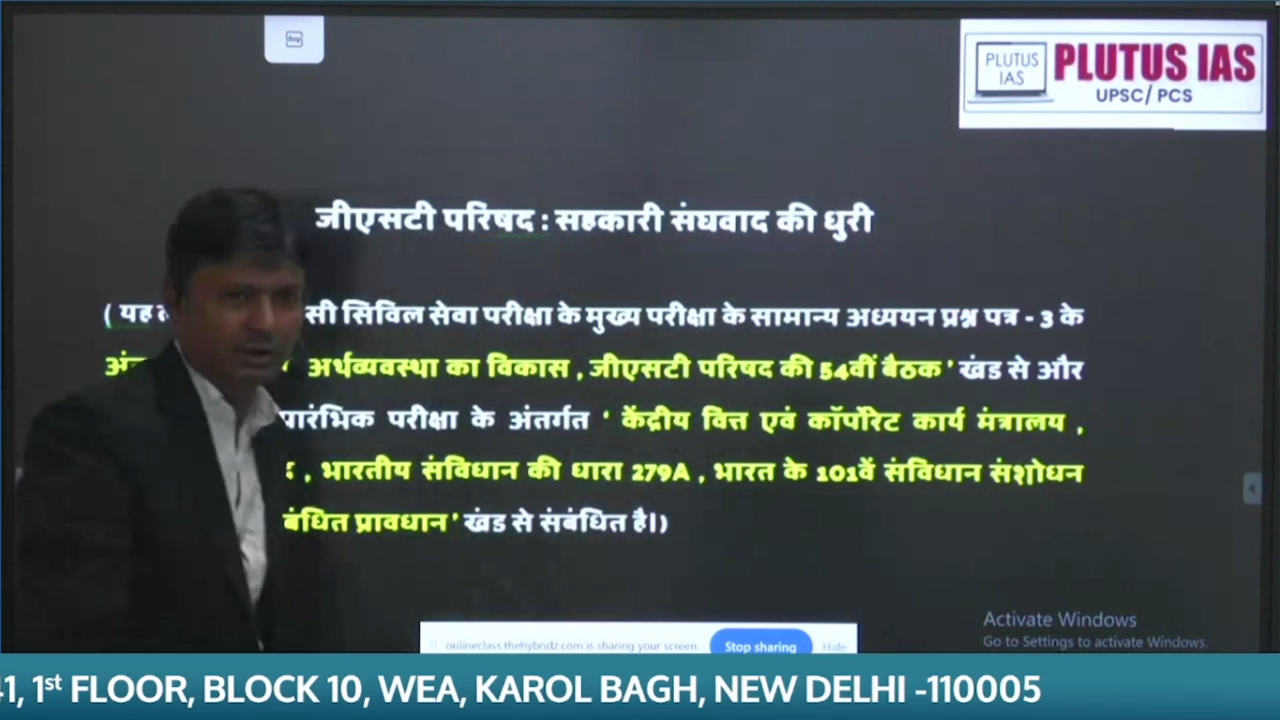 PLUTUS IAS
PLUTUS IAS
UPSC/ PCS
जीएसटी परिषद : सहकारी संघवाद की धुरी
( यह सी सिविल सेवा परीक्षा के मुख्य परीक्षा के सामान्य अध्ययन प्रश्न पत्र - 3 के
अर्थव्यवस्था का विकास , जीएसटी परिषद की 54वीं बैठक ’ खंड से और
प्रारंभिक परीक्षा के अंतर्गत ‘ केंद्रीय वित्त एवं कॉर्पोरेट कार्य मंत्रालय ,
, भारतीय संविधान की धारा 279A , भारत के 101वें संविधान संशोधन
बंधित प्रावधान ’ खंड से संबंधित है।)
Activate Windows
Go to Settings to activate Windows.
onlineclass.thehybridz.com is sharing your screen.
Stop sharing
Hide
41, 1st FLOOR, BLOCK 10, WEA, KAROL BAGH, NEW DELHI -110005